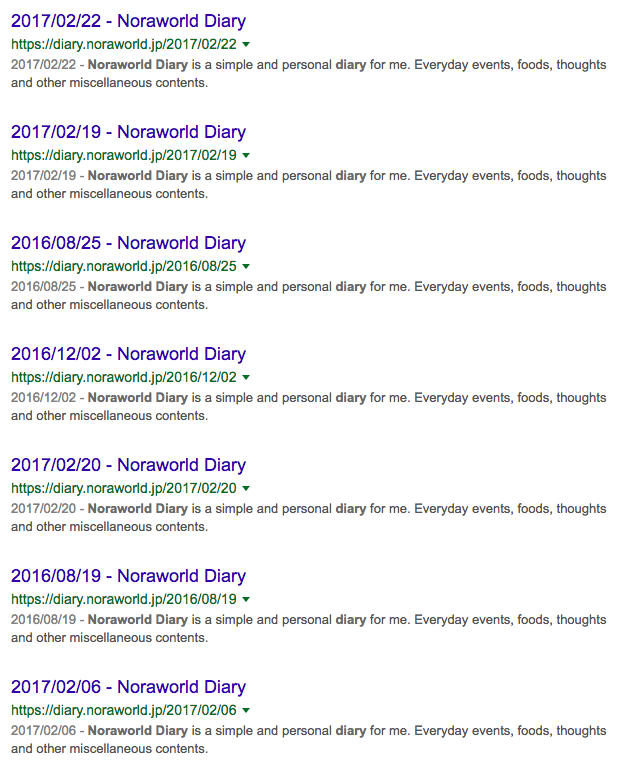 2017/02/22 - Noraworld Diary
https://diary.noraworld.jp/2017/02/22
2017/02/22 - Noraworld Diary is a simple and personal diary for me. Everyday events, foods, thoughts
and other miscellaneous contents.
2017/02/19 - Noraworld Diary
https://diary.noraworld.jp/2017/02/19
2017/02/19 - Noraworld Diary is a simple and personal diary for me. Everyday events, foods, thoughts
and other miscellaneous contents.
2016/08/25 - Noraworld Diary
https://diary.noraworld.jp/2016/08/25
2016/08/25 - Noraworld Diary is a simple and personal diary for me. Everyday events, foods, thoughts
and other miscellaneous contents.
2016/12/02 - Noraworld Diary
https://diary.noraworld.jp/2016/12/02
2016/12/02 - Noraworld Diary is a simple and personal diary for me. Everyday events, foods, thoughts
and other miscellaneous contents.
2017/02/20 - Noraworld Diary
https://diary.noraworld.jp/2017/02/20
2017/02/20 - Noraworld Diary is a simple and personal diary for me. Everyday events, foods, thoughts
and other miscellaneous contents.
2016/08/19 - Noraworld Diary
https://diary.noraworld.jp/2016/08/19
2016/08/19 - Noraworld Diary is a simple and personal diary for me. Everyday events, foods, thoughts
and other miscellaneous contents.
2017/02/06 - Noraworld Diary
https://diary.noraworld.jp/2017/02/06
2017/02/06 - Noraworld Diary is a simple and personal diary for me. Everyday events, foods, thoughts
and other miscellaneous contents.